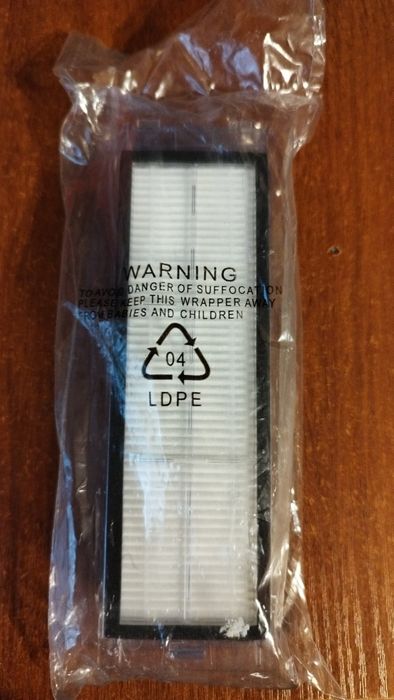 WARNING
TO AVOID DANGER OF SUFFOCATION
PLEASE KEEP THIS WRAPPER AWAY
FROM BABIES AND CHILDREN
04
LDPE